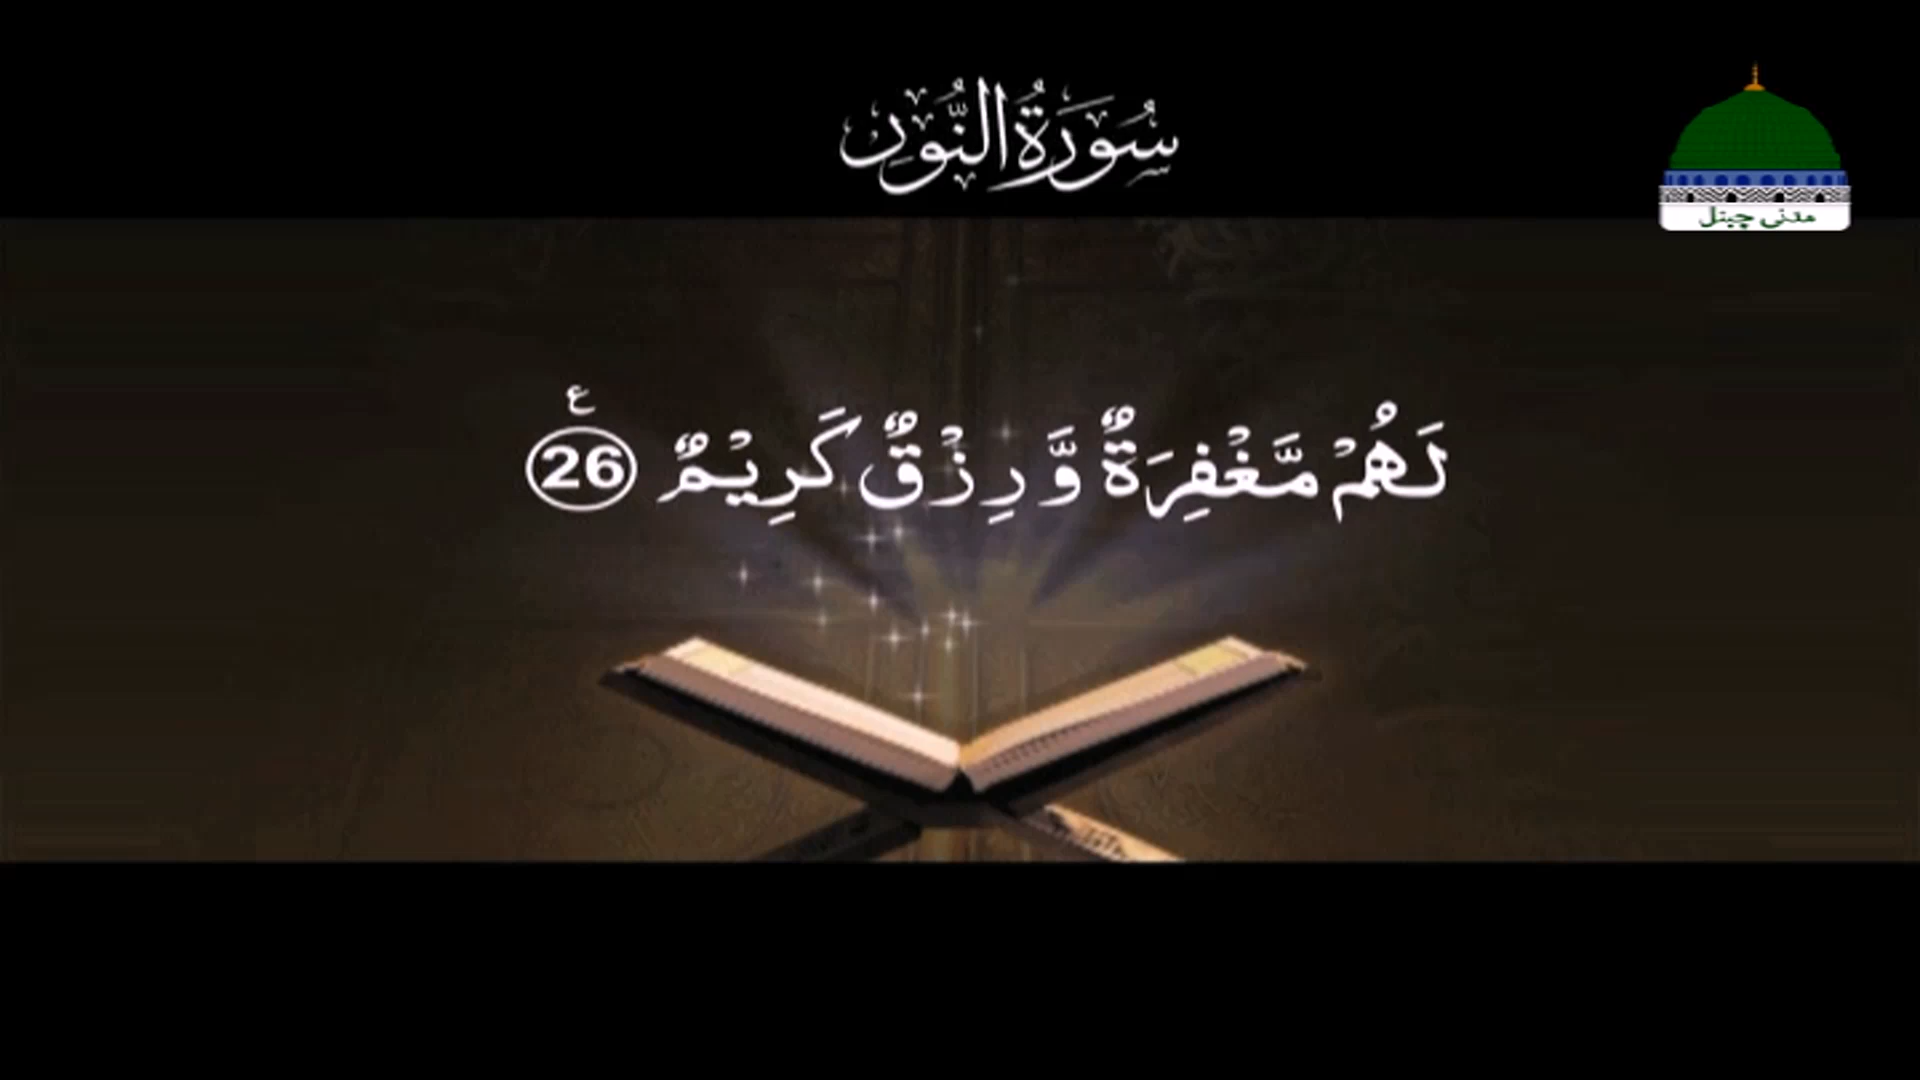 سُوۡرَۃُ النُّوۡرِ
مدنی چینل
لَهُمۡ مَّغۡفِرَةٌ وَّ رِزۡقٌ كَرِيۡمٌ 26 ع